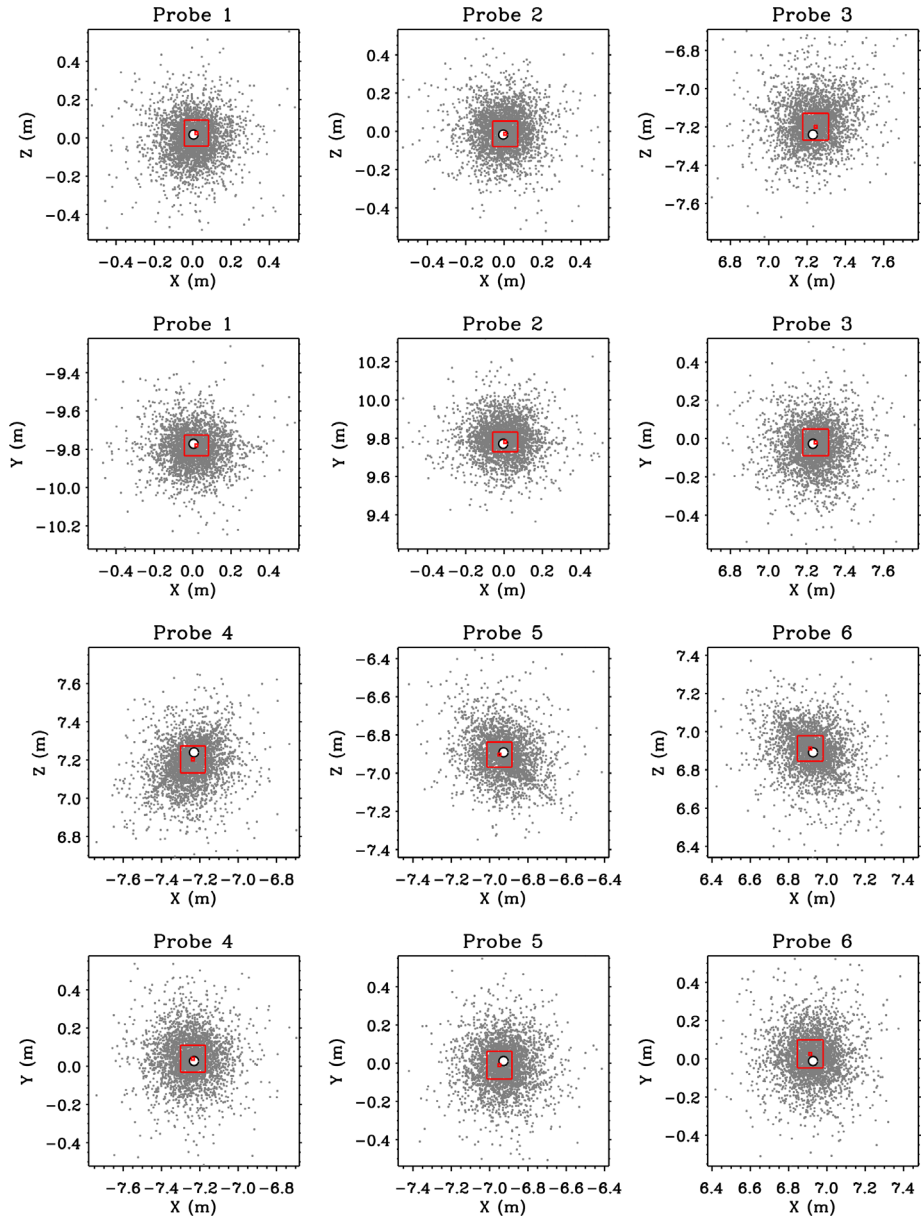 Probe 1 Probe 2 Probe 3
0.4 0.4 −6.8
0.2 0.2 −7.0
Z (m) 0.0 Z (m) 0.0 Z (m) −7.2
−0.2 −0.2 −7.4
−0.4 −0.4 −7.6
−0.4 −0.2 0.0 0.2 0.4 −0.4 −0.2 0.0 0.2 0.4 6.8 7.0 7.2 7.4 7.6
X (m) X (m) X (m)
Probe 1 Probe 2 Probe 3
−9.4 10.2 0.4
−9.6 10.0 0.2
Y (m) −9.8 Y (m) 9.8 Y (m) 0.0
−10.0 9.6 −0.2
−10.2 9.4 −0.4
−0.4 −0.2 0.0 0.2 0.4 −0.4 −0.2 0.0 0.2 0.4 6.8 7.0 7.2 7.4 7.6
X (m) X (m) X (m)
Probe 4 Probe 5 Probe 6
7.6 −6.4 7.4
7.4 −6.6 7.2
Z (m) 7.2 Z (m) −6.8 Z (m) 7.0
7.0 −7.0 6.8
6.8 −7.2 6.6
−7.4 6.4
−7.6 −7.4 −7.2 −7.0 −6.8 −7.4 −7.2 −7.0 −6.8 −6.6 −6.4 6.4 6.6 6.8 7.0 7.2 7.4
X (m) X (m) X (m)
Probe 4 Probe 5 Probe 6
0.4 0.4 0.4
0.2 0.2 0.2
Y (m) 0.0 Y (m) 0.0 Y (m) 0.0
−0.2 −0.2 −0.2
−0.4 −0.4 −0.4
−7.6 −7.4 −7.2 −7.0 −6.8 −7.4 −7.2 −7.0 −6.8 −6.6 −6.4 6.4 6.6 6.8 7.0 7.2 7.4
X (m) X (m) X (m)